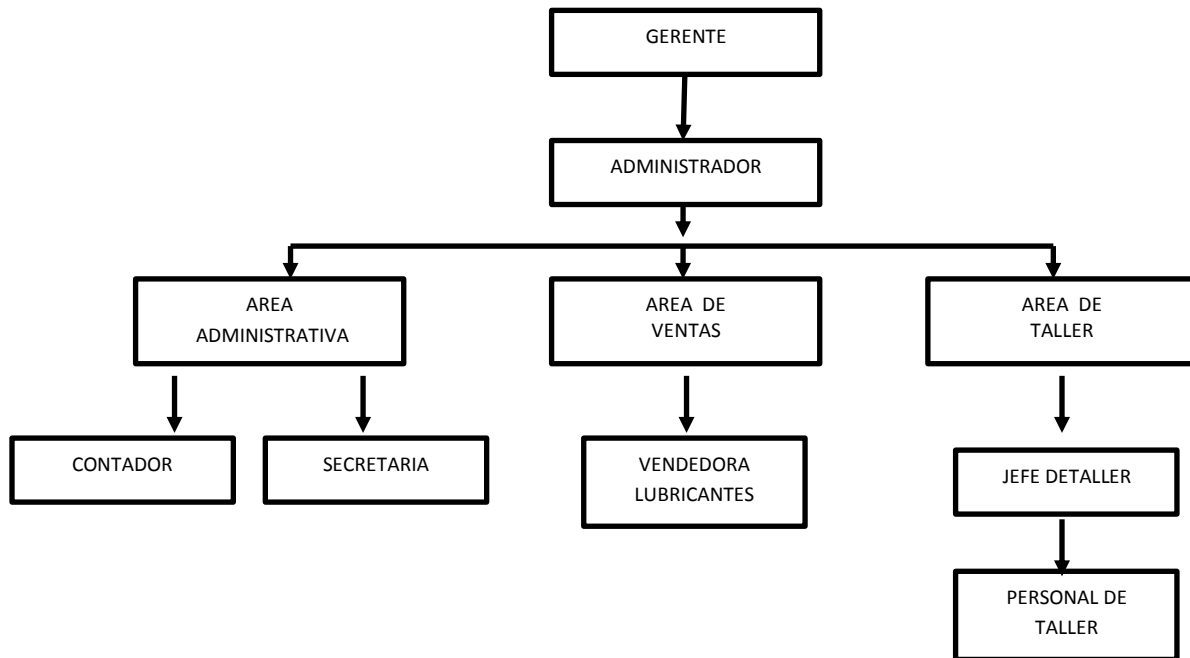 GERENTE
ADMINISTRADOR
AREA
ADMINISTRATIVA
AREA DE
VENTAS
AREA DE
TALLER
CONTADOR
SECRETARIA
VENDEDORA
LUBRICANTES
JEFE DETALLER
PERSONAL DE
TALLER